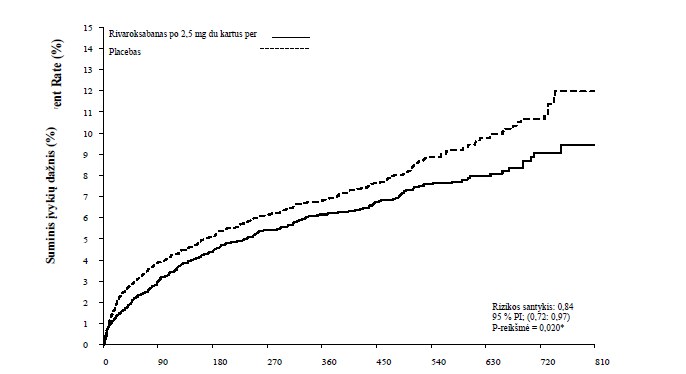 15
Rivaroksabanas po 2,5 mg du kartus per
14
Placebas
13
12
11
10
9
8
7
6
5
4
3
2
1
0
ent Rate (%)
Suminis įvykių dažnis (%)
Rizikos santykis: 0,84
95 % PI; (0,72: 0,97)
P-reikšmė = 0,020*
0 90 180 270 360 450 540 630 720 810